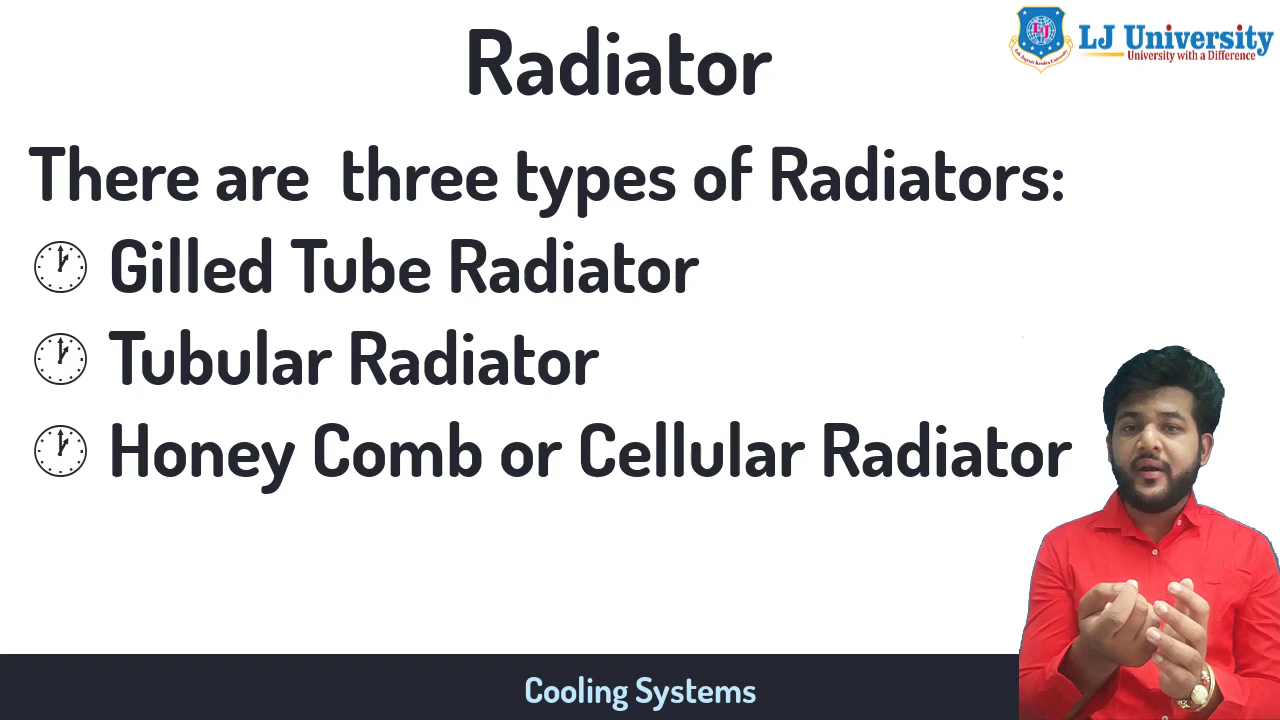 Radiator
LJ University
University with a Difference
There are three types of Radiators:
Gilled Tube Radiator
Tubular Radiator
Honey Comb or Cellular Radiator
Cooling Systems